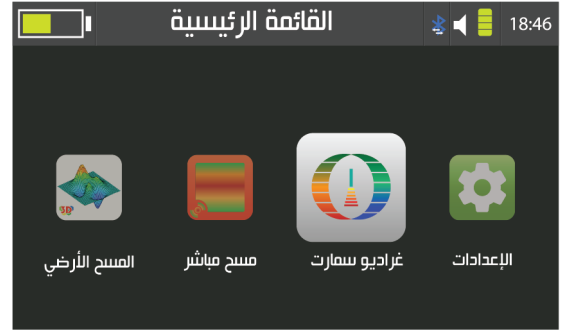 القائمة الرئيسية
18:46
3D
الإعدادات
غراديو سمارت
مسح مباشر
المسح الأرضي